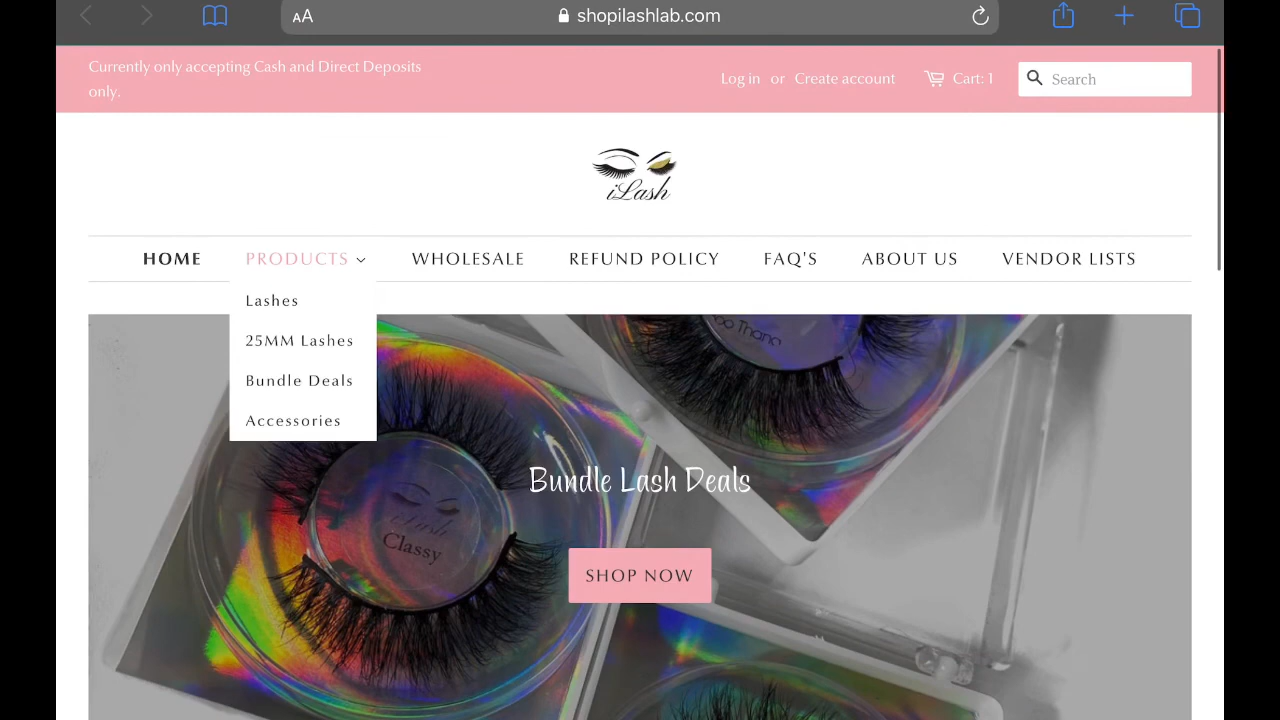 AA
shopilashlab.com
Currently only accepting Cash and Direct Deposits
only.
Log in or Create account
Cart: 1
Search
iLash
HOME
PRODUCTS
WHOLESALE
REFUND POLICY
FAQ'S
ABOUT US
VENDOR LISTS
Lashes
25MM Lashes
Bundle Deals
Accessories
Thang
Bundle Lash Deals
iLash
Classy
SHOP NOW